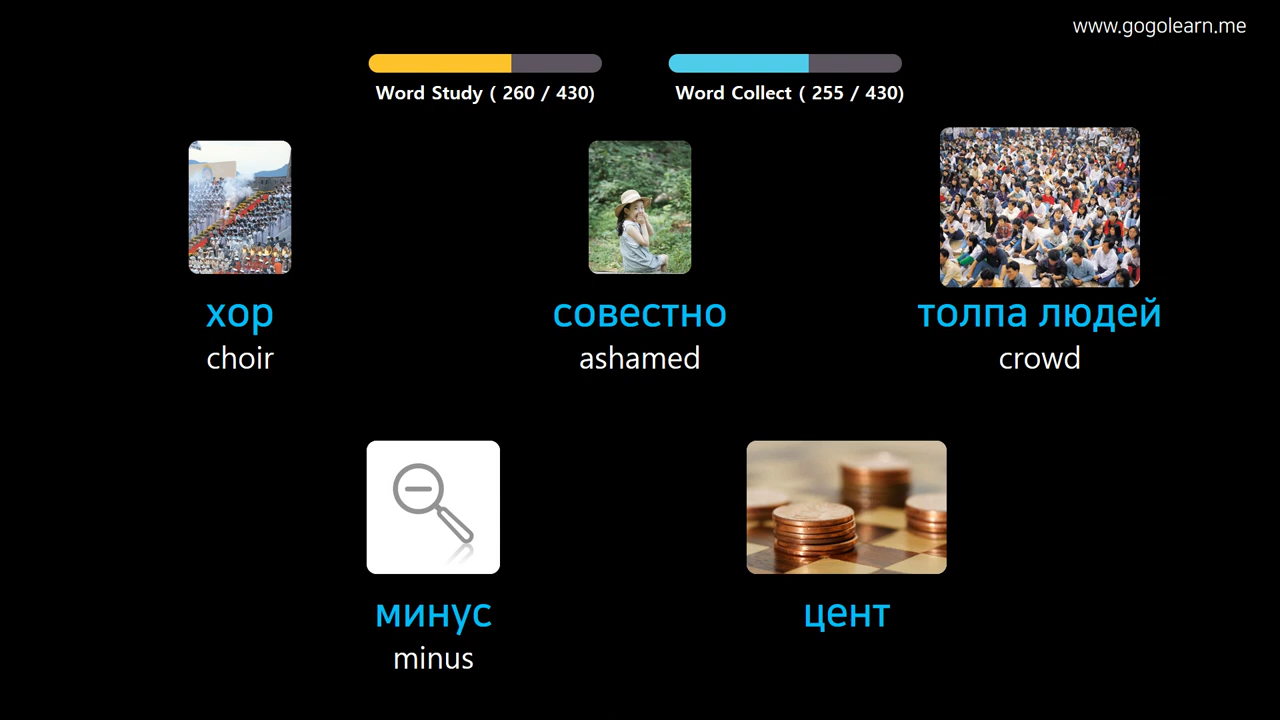 www.gogolearn.me
Word Study ( 260 / 430)
Word Collect ( 255 / 430)
хор
choir
совестно
ashamed
толпа людей
crowd
минус
minus
цент